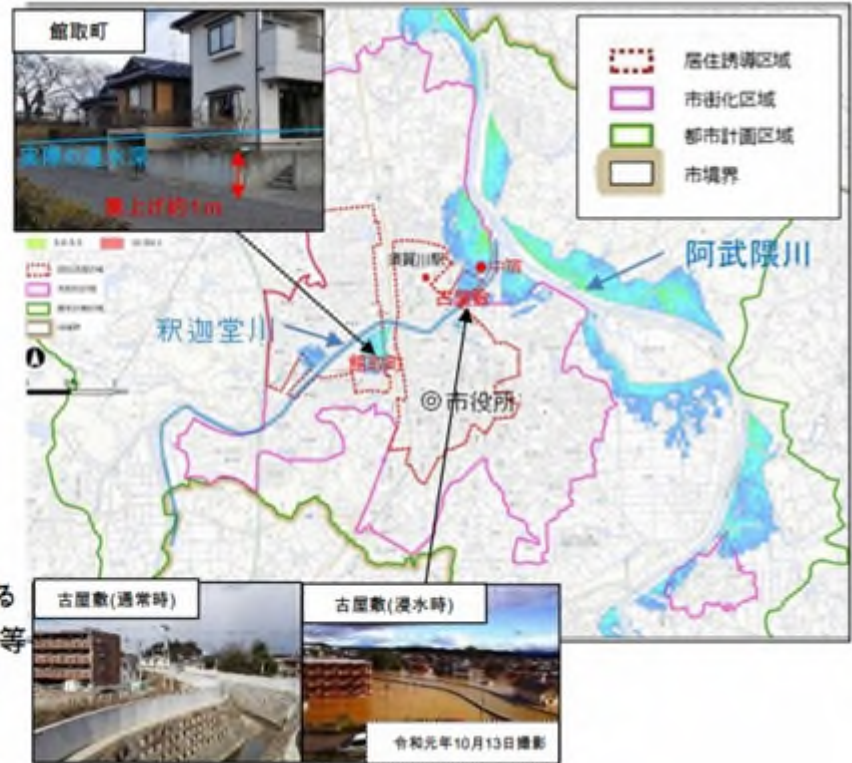 館取町
実際の浸水深
嵩上げ約1m
居住誘導区域
市街化区域
都市計画区域
市境界
須賀川駅
中宿
古屋敷
阿武隈川
釈迦堂川
館取町
◎市役所
る
等
古屋敷(通常時)
古屋敷(浸水時)
令和元年10月13日撮影